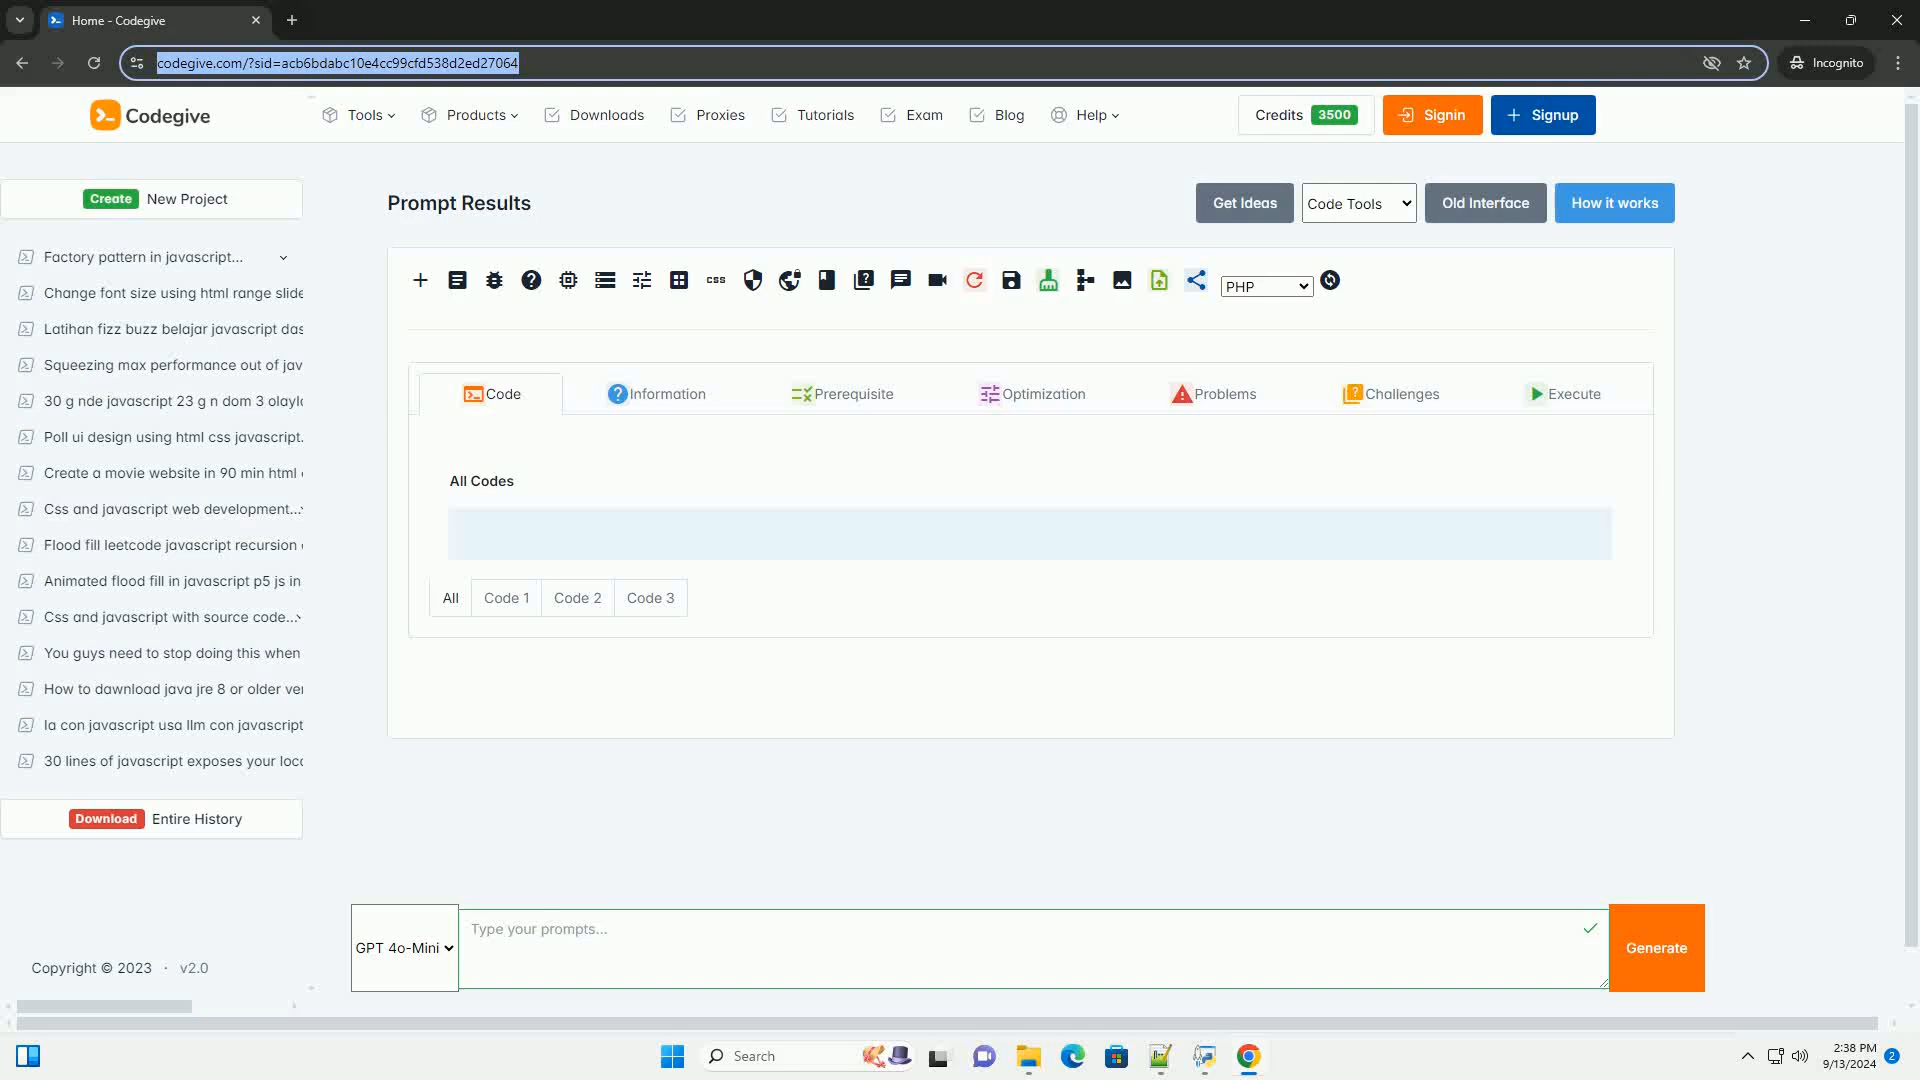 Home - Codegive
codegive.com/?sid=acb6bdabc10e4cc99cfd538d2ed27064
Incognito
Codegive
Tools
Products
Downloads
Proxies
Tutorials
Exam
Blog
Help
Credits 3500
Signin
Signup
Create New Project
Factory pattern in javascript...
Change font size using html range slide
Latihan fizz buzz belajar javascript das
Squeezing max performance out of jav
30 g nde javascript 23 g n dom 3 olayl
Poll ui design using html css javascript.
Create a movie website in 90 min html
Css and javascript web development...
Flood fill leetcode javascript recursion
Animated flood fill in javascript p5 js in
Css and javascript with source code...
You guys need to stop doing this when
How to dawnload java jre 8 or older ver
Ia con javascript usa llm con javascript
30 lines of javascript exposes your loca
Download Entire History
Copyright © 2023 · v2.0
Prompt Results
Get Ideas
Code Tools
Old Interface
How it works
css
PHP
Code
Information
Prerequisite
Optimization
Problems
Challenges
Execute
All Codes
All
Code 1
Code 2
Code 3
GPT 4o-Mini
Type your prompts...
Generate
Search
2:38 PM
9/13/2024
2